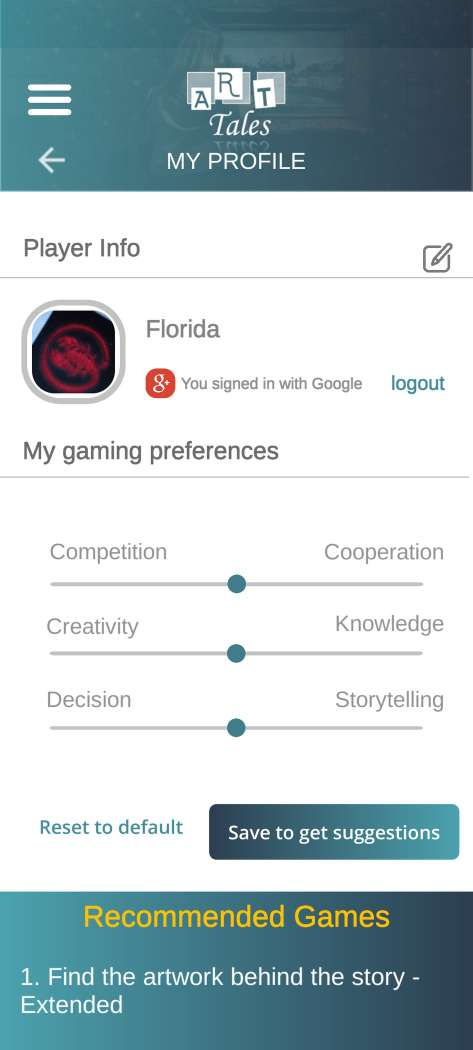 ART
Tales
MY PROFILE
Player Info
Florida
g+ You signed in with Google logout
My gaming preferences
Competition Cooperation
Creativity Knowledge
Decision Storytelling
Reset to default Save to get suggestions
Recommended Games
1. Find the artwork behind the story -
Extended